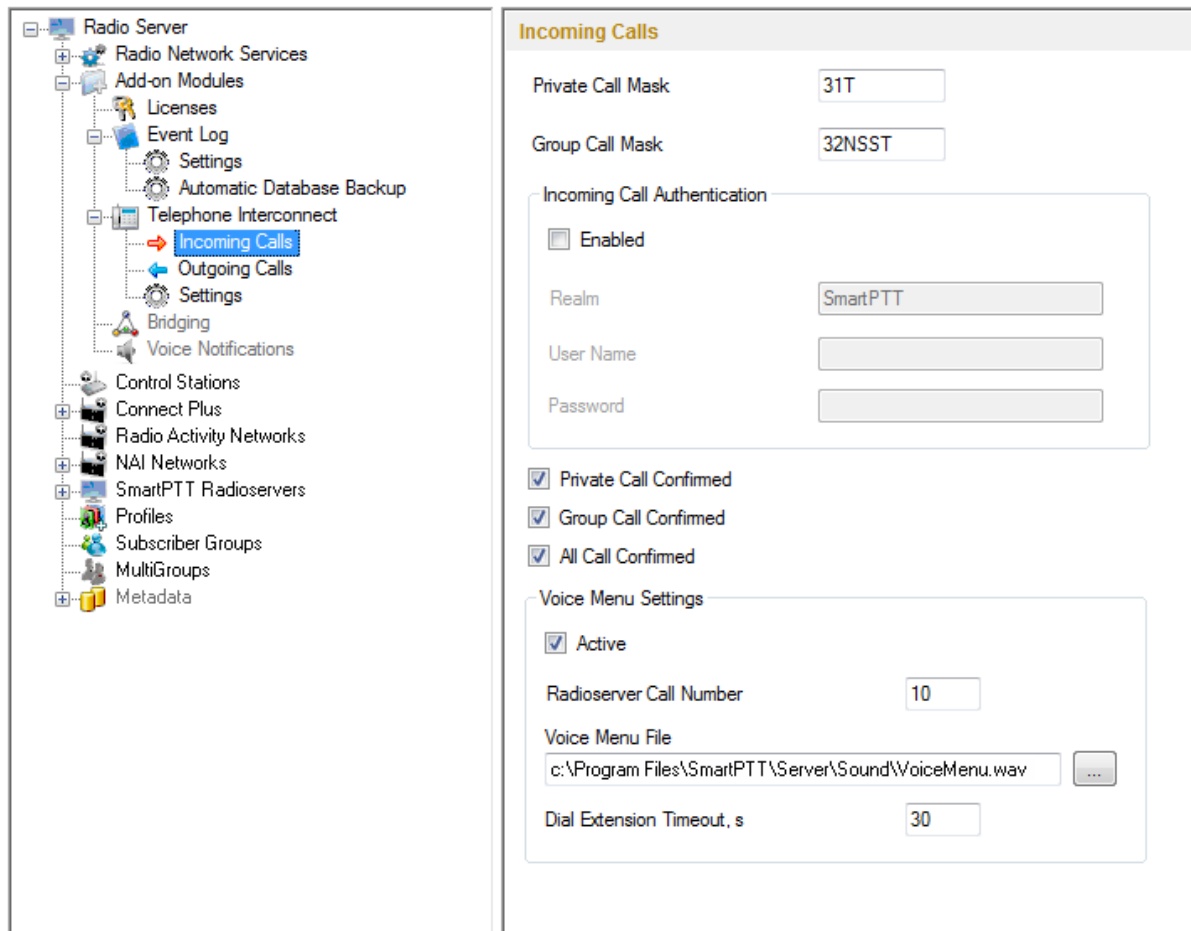 Radio Server
Radio Network Services
Add-on Modules
Licenses
Event Log
Settings
Automatic Database Backup
Telephone Interconnect
Incoming Calls
Outgoing Calls
Settings
Bridging
Voice Notifications
Control Stations
Connect Plus
Radio Activity Networks
NAI Networks
SmartPTT Radioservers
Profiles
Subscriber Groups
MultiGroups
Metadata
Incoming Calls
Private Call Mask 31T
Group Call Mask 32NSST
Incoming Call Authentication
Enabled
Realm SmartPTT
User Name
Password
Private Call Confirmed
Group Call Confirmed
All Call Confirmed
Voice Menu Settings
Active
Radioserver Call Number 10
Voice Menu File
c:\Program Files\SmartPTT\Server\Sound\VoiceMenu.wav ...
Dial Extension Timeout, s 30